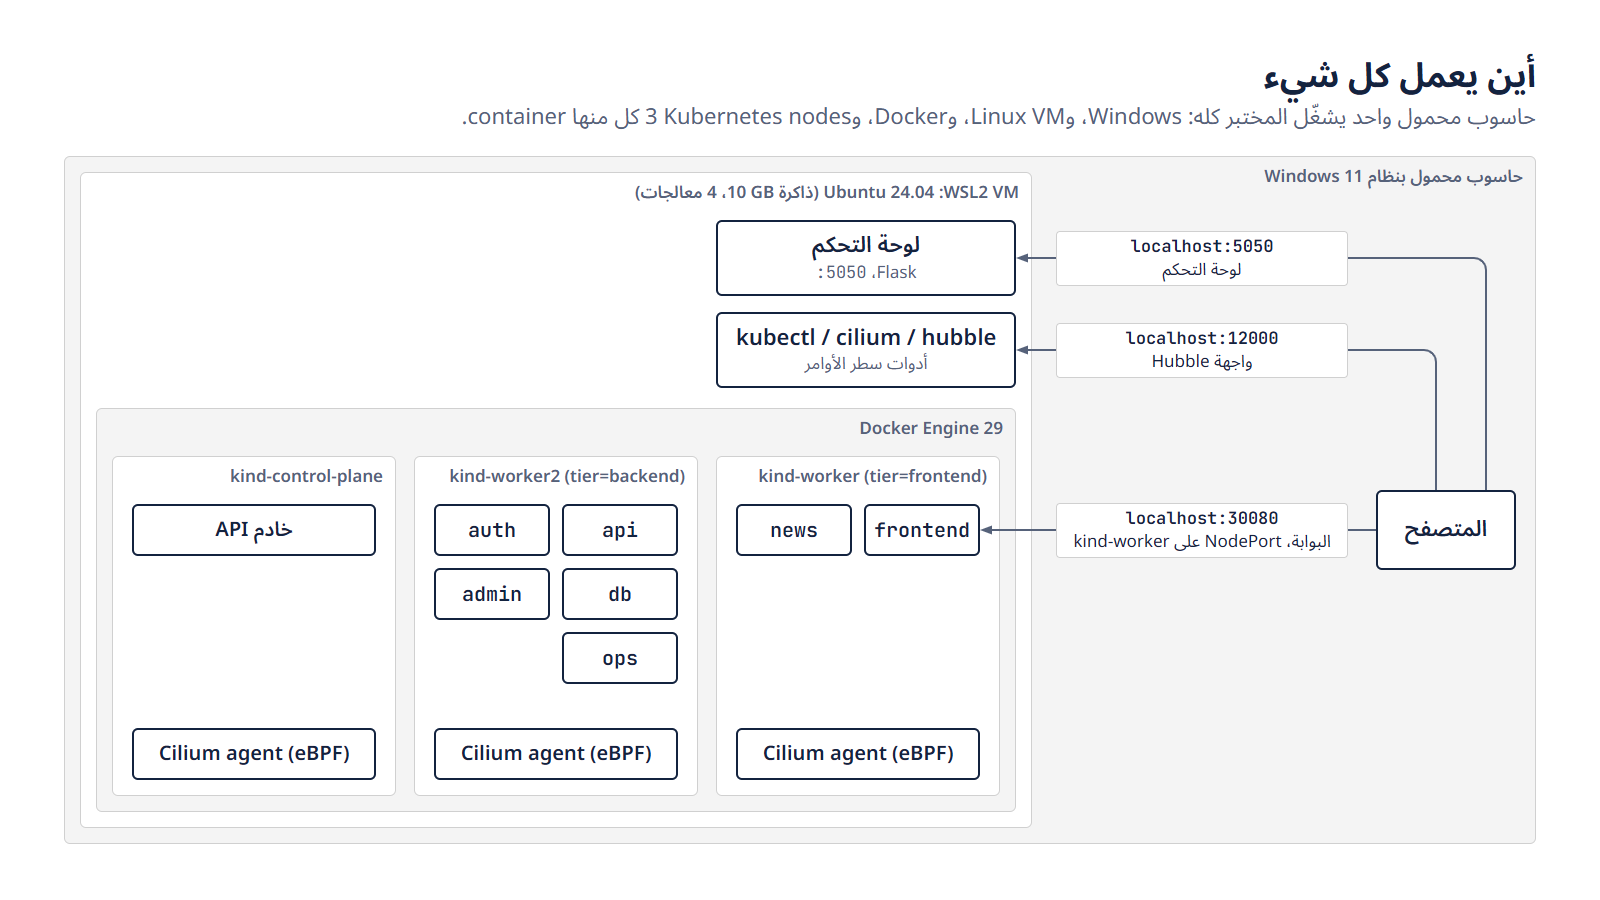 أين يعمل كل شيء
حاسوب محمول واحد يشغّل المختبر كله: Windows، وLinux VM، وDocker، و3 Kubernetes nodes كل منها container.
حاسوب محمول بنظام Windows 11
WSL2 VM: Ubuntu 24.04 (ذاكرة 10 GB، 4 معالجات)
لوحة التحكم
Flask، :5050
localhost:5050
لوحة التحكم
kubectl / cilium / hubble
أدوات سطر الأوامر
localhost:12000
واجهة Hubble
Docker Engine 29
kind-worker (tier=frontend)
kind-worker2 (tier=backend)
kind-control-plane
المتصفح
localhost:30080
البوابة، NodePort على kind-worker
frontend
news
api
auth
خادم API
db
admin
ops
Cilium agent (eBPF)
Cilium agent (eBPF)
Cilium agent (eBPF)